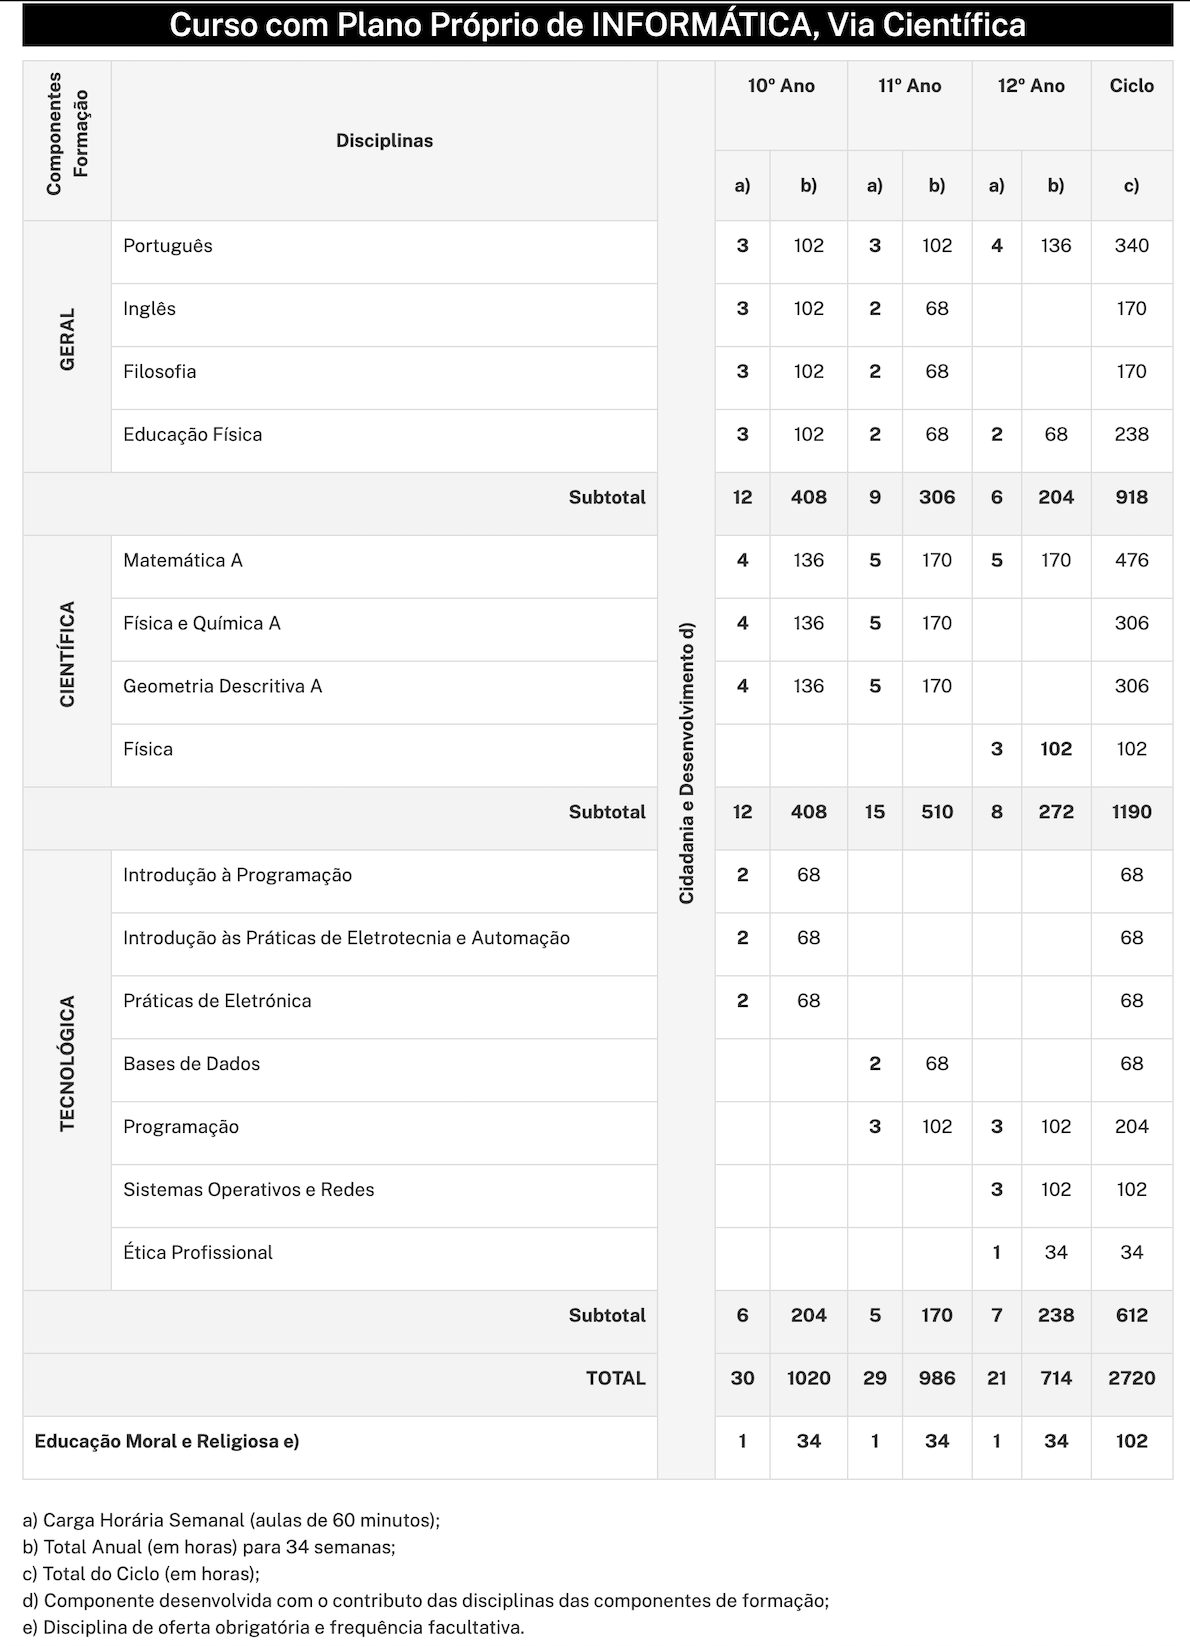 Curso com Plano Próprio de INFORMÁTICA, Via Científica
Componentes
Formação
Disciplinas
Cidadania e Desenvolvimento d)
10º Ano 11º Ano 12º Ano Ciclo
a) b) a) b) a) b) c)
GERAL
Português 3 102 3 102 4 136 340
Inglês 3 102 2 68 170
Filosofia 3 102 2 68 170
Educação Física 3 102 2 68 2 68 238
Subtotal 12 408 9 306 6 204 918
CIENTÍFICA
Matemática A 4 136 5 170 5 170 476
Física e Química A 4 136 5 170 306
Geometria Descritiva A 4 136 5 170 306
Física 3 102 102
Subtotal 12 408 15 510 8 272 1190
TECNOLÓGICA
Introdução à Programação 2 68 68
Introdução às Práticas de Eletrotecnia e Automação 2 68 68
Práticas de Eletrónica 2 68 68
Bases de Dados 2 68 68
Programação 3 102 3 102 204
Sistemas Operativos e Redes 3 102 102
Ética Profissional 1 34 34
Subtotal 6 204 5 170 7 238 612
TOTAL 30 1020 29 986 21 714 2720
Educação Moral e Religiosa e) 1 34 1 34 1 34 102
a) Carga Horária Semanal (aulas de 60 minutos);
b) Total Anual (em horas) para 34 semanas;
c) Total do Ciclo (em horas);
d) Componente desenvolvida com o contributo das disciplinas das componentes de formação;
e) Disciplina de oferta obrigatória e frequência facultativa.